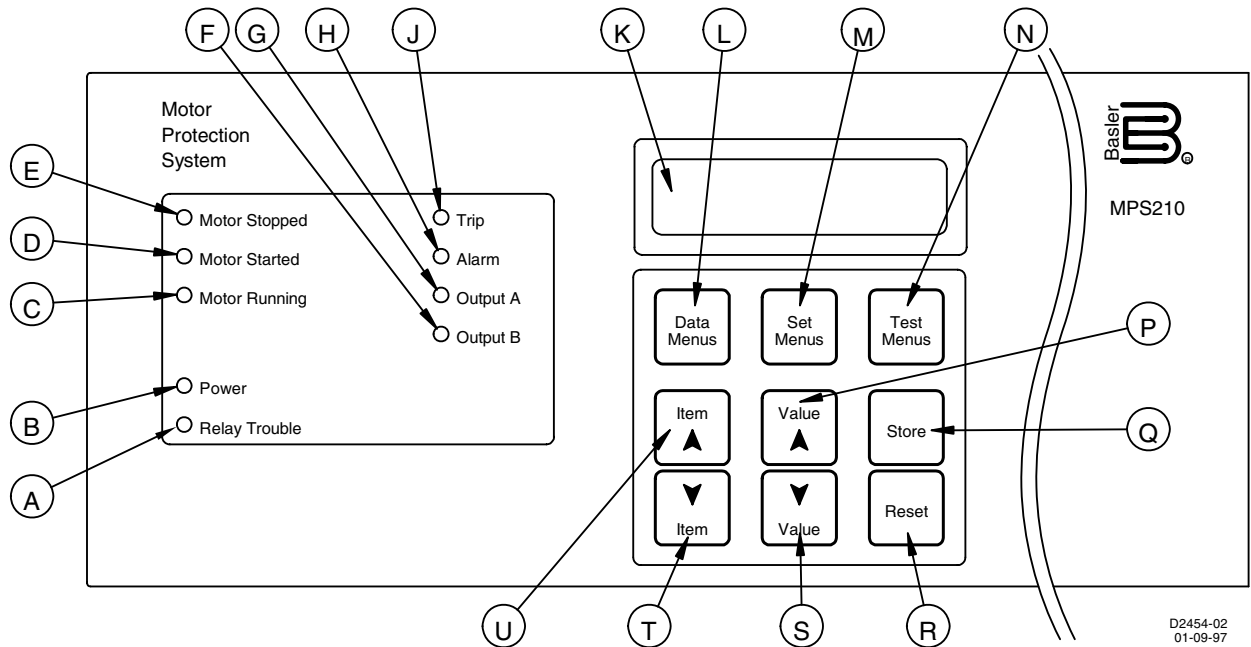 F G H J K L M N
Motor
Protection
System
Basler
B
®
MPS210
E
Motor Stopped
Trip
D
Motor Started
Alarm
C
Motor Running
Output A
Output B
B
Power
A
Relay Trouble
Data
Menus
Set
Menus
Test
Menus
P
Item
Value
Store
Q
Item
Value
Reset
U T S R
D2454-02
01-09-97